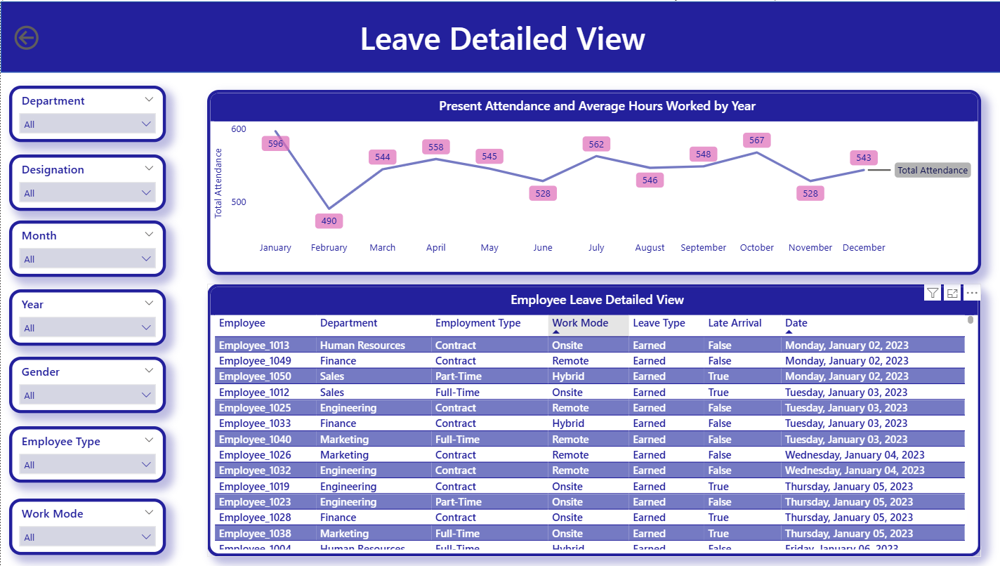 Leave Detailed View
Department
All
Designation
All
Month
All
Year
All
Gender
All
Employee Type
All
Work Mode
All
Present Attendance and Average Hours Worked by Year
Total Attendance
600
500
596
490
544
558
545
528
562
546
548
567
528
543
Total Attendance
January February March April May June July August September October November December
Employee Leave Detailed View
Employee Department Employment Type Work Mode Leave Type Late Arrival Date
Employee_1013 Human Resources Contract Onsite Earned False Monday, January 02, 2023
Employee_1049 Finance Contract Remote Earned False Monday, January 02, 2023
Employee_1050 Sales Part-Time Hybrid Earned True Monday, January 02, 2023
Employee_1012 Sales Full-Time Onsite Earned True Tuesday, January 03, 2023
Employee_1025 Engineering Contract Remote Earned False Tuesday, January 03, 2023
Employee_1033 Finance Contract Hybrid Earned False Tuesday, January 03, 2023
Employee_1040 Marketing Full-Time Remote Earned False Tuesday, January 03, 2023
Employee_1026 Marketing Contract Remote Earned False Wednesday, January 04, 2023
Employee_1032 Engineering Contract Remote Earned False Wednesday, January 04, 2023
Employee_1019 Engineering Contract Onsite Earned True Thursday, January 05, 2023
Employee_1023 Engineering Part-Time Onsite Earned False Thursday, January 05, 2023
Employee_1028 Finance Contract Onsite Earned True Thursday, January 05, 2023
Employee_1038 Marketing Full-Time Onsite Earned True Thursday, January 05, 2023
Employee_1004 Human Resources Full-Time Hybrid Earned False Friday, January 06, 2023